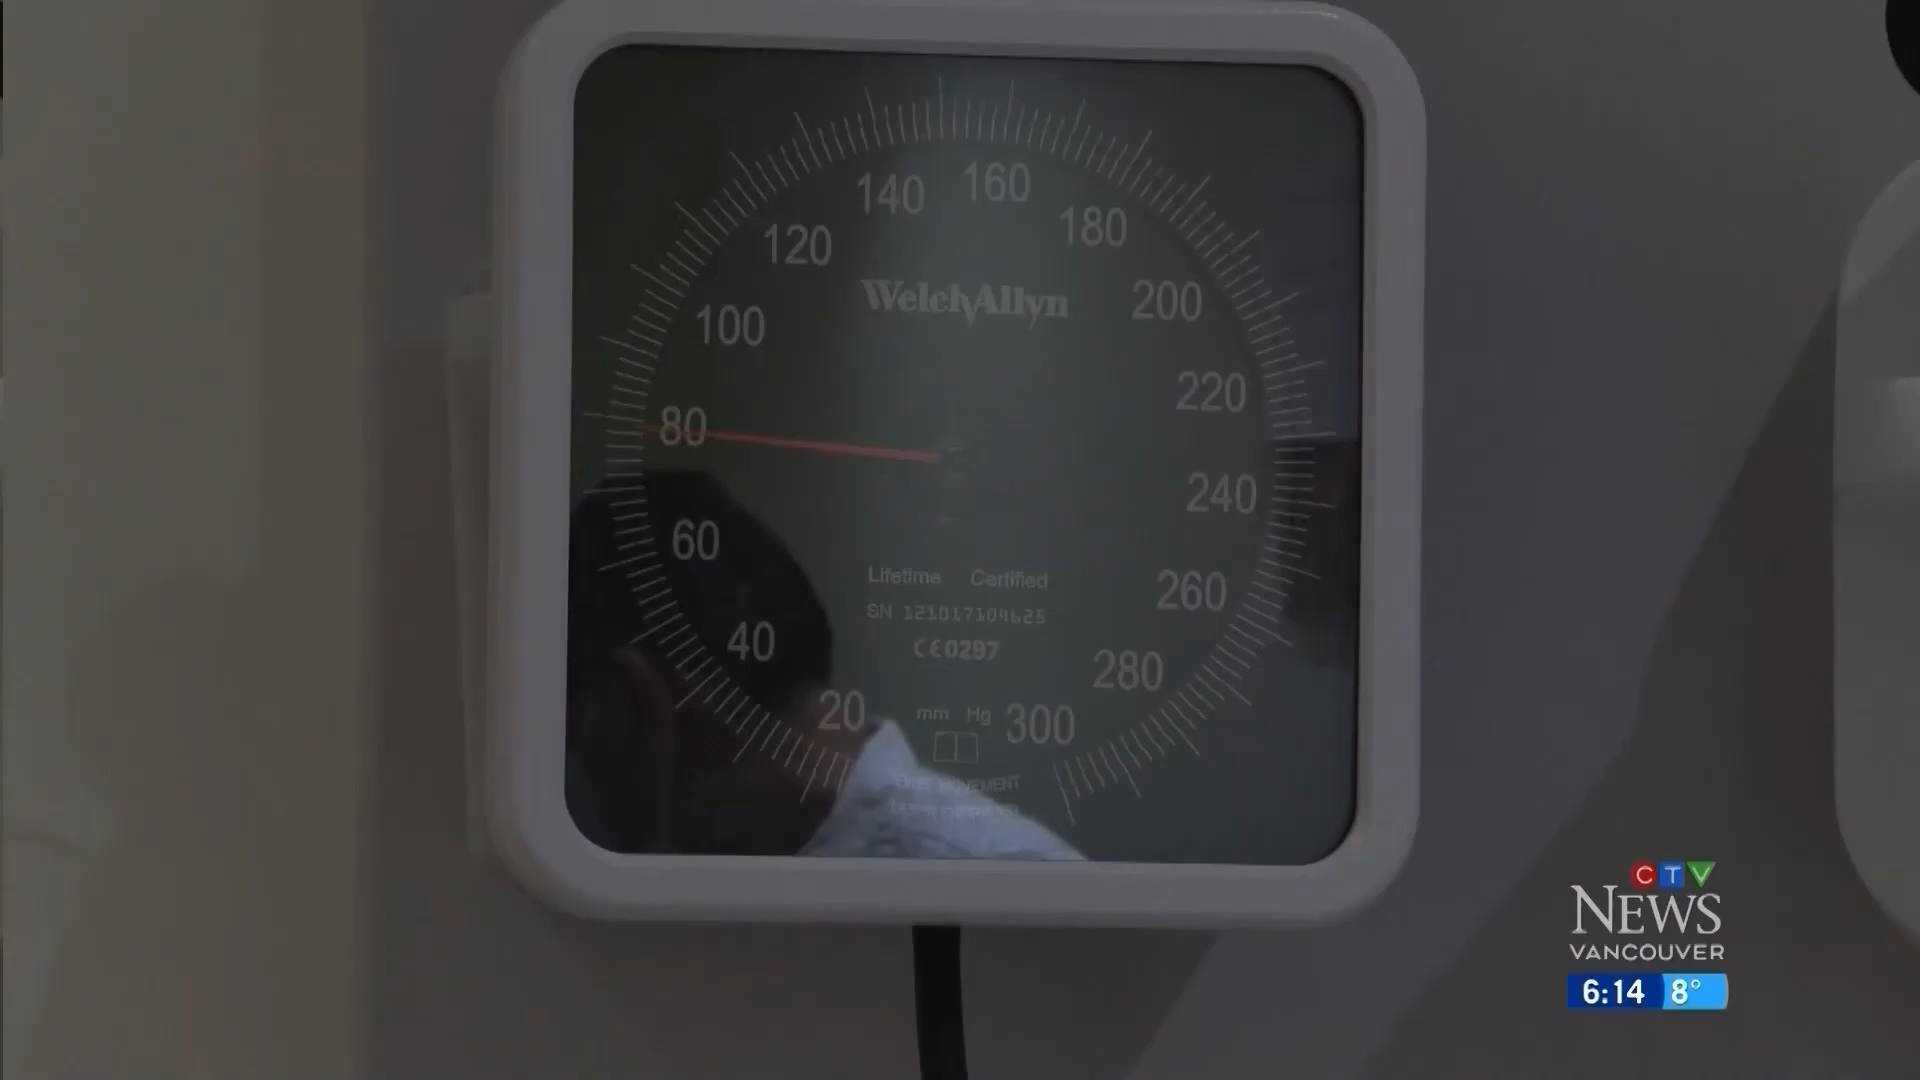 140 160
120 180
WelchAllyn
100 200
220
80
240
60
Lifetime Certified
260
SN 121017104625
40
CE0297
280
20 mm Hg 300
CTV
NEWS
VANCOUVER
6:14 8°